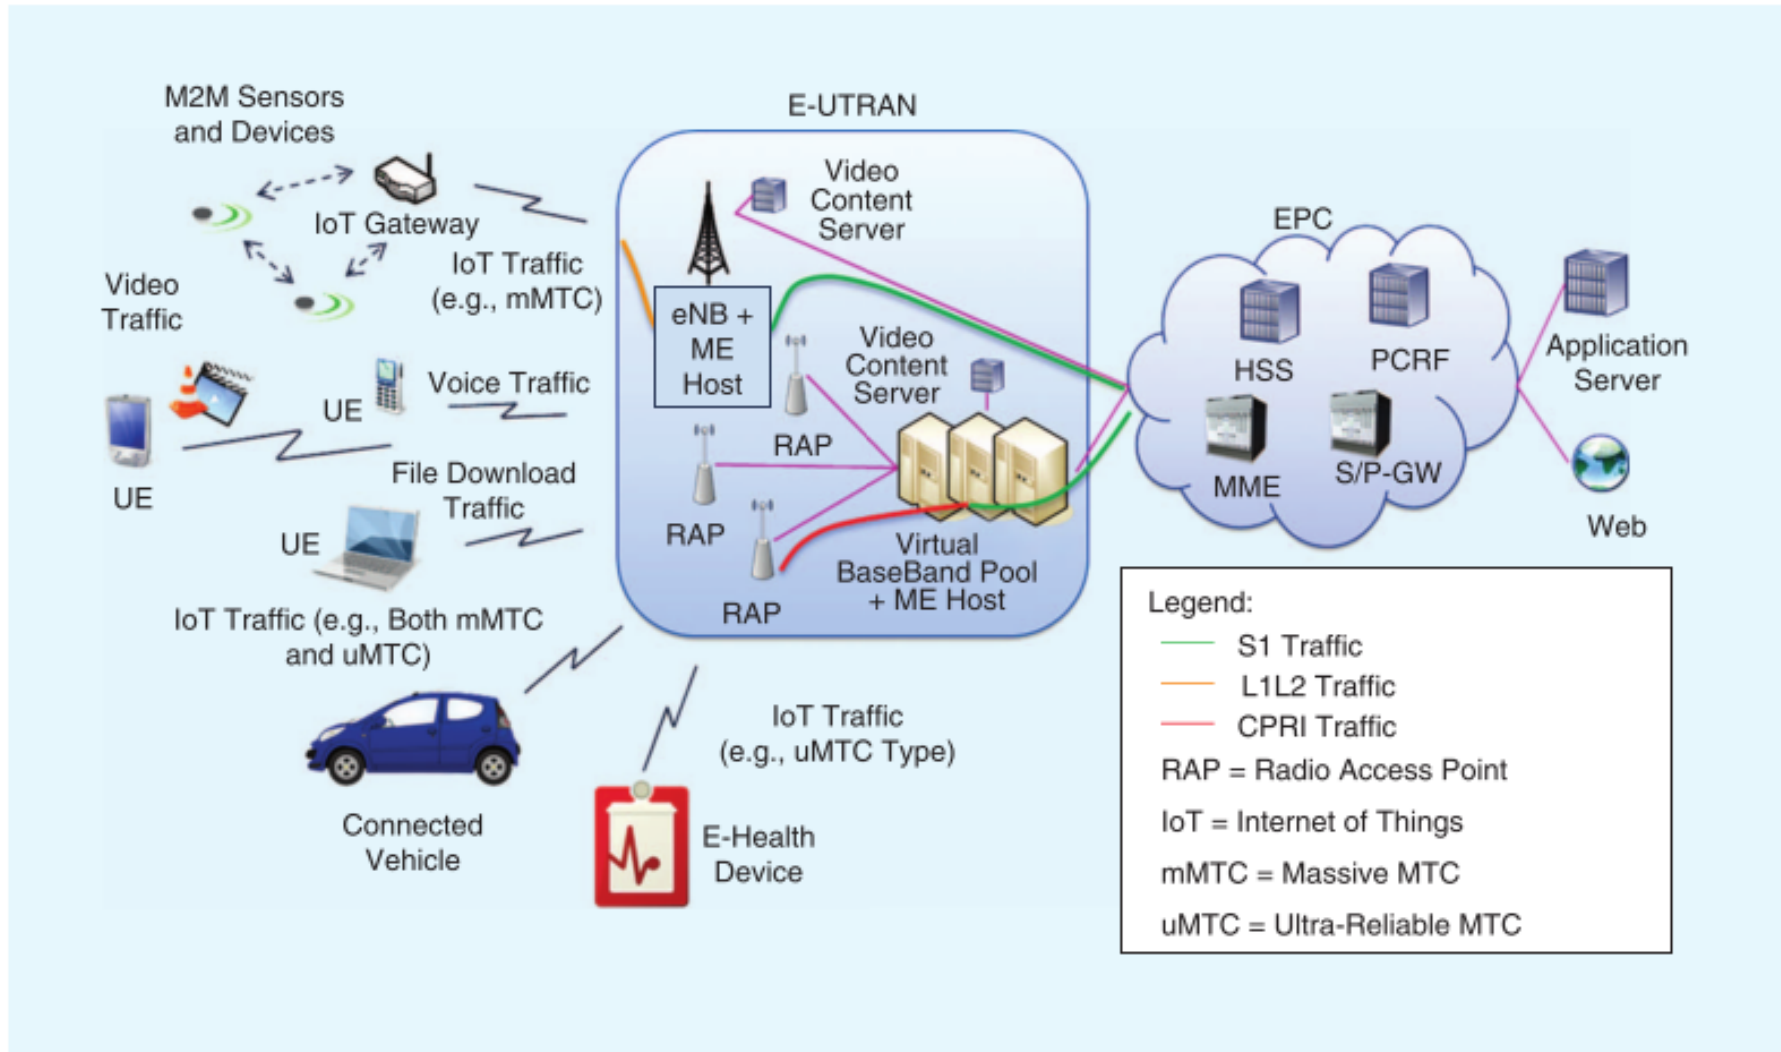 M2M Sensors
and Devices
IoT Gateway
IoT Traffic
(e.g., mMTC)
Video
Traffic
UE
Voice Traffic
UE
File Download
Traffic
UE
IoT Traffic (e.g., Both mMTC
and uMTC)
Connected
Vehicle
IoT Traffic
(e.g., uMTC Type)
E-Health
Device
E-UTRAN
Video
Content
Server
eNB +
ME
Host
Video
Content
Server
RAP
RAP
RAP
Virtual
BaseBand Pool
+ ME Host
EPC
HSS
PCRF
MME
S/P-GW
Application
Server
Web
Legend:
S1 Traffic
L1L2 Traffic
CPRI Traffic
RAP = Radio Access Point
IoT = Internet of Things
mMTC = Massive MTC
uMTC = Ultra-Reliable MTC